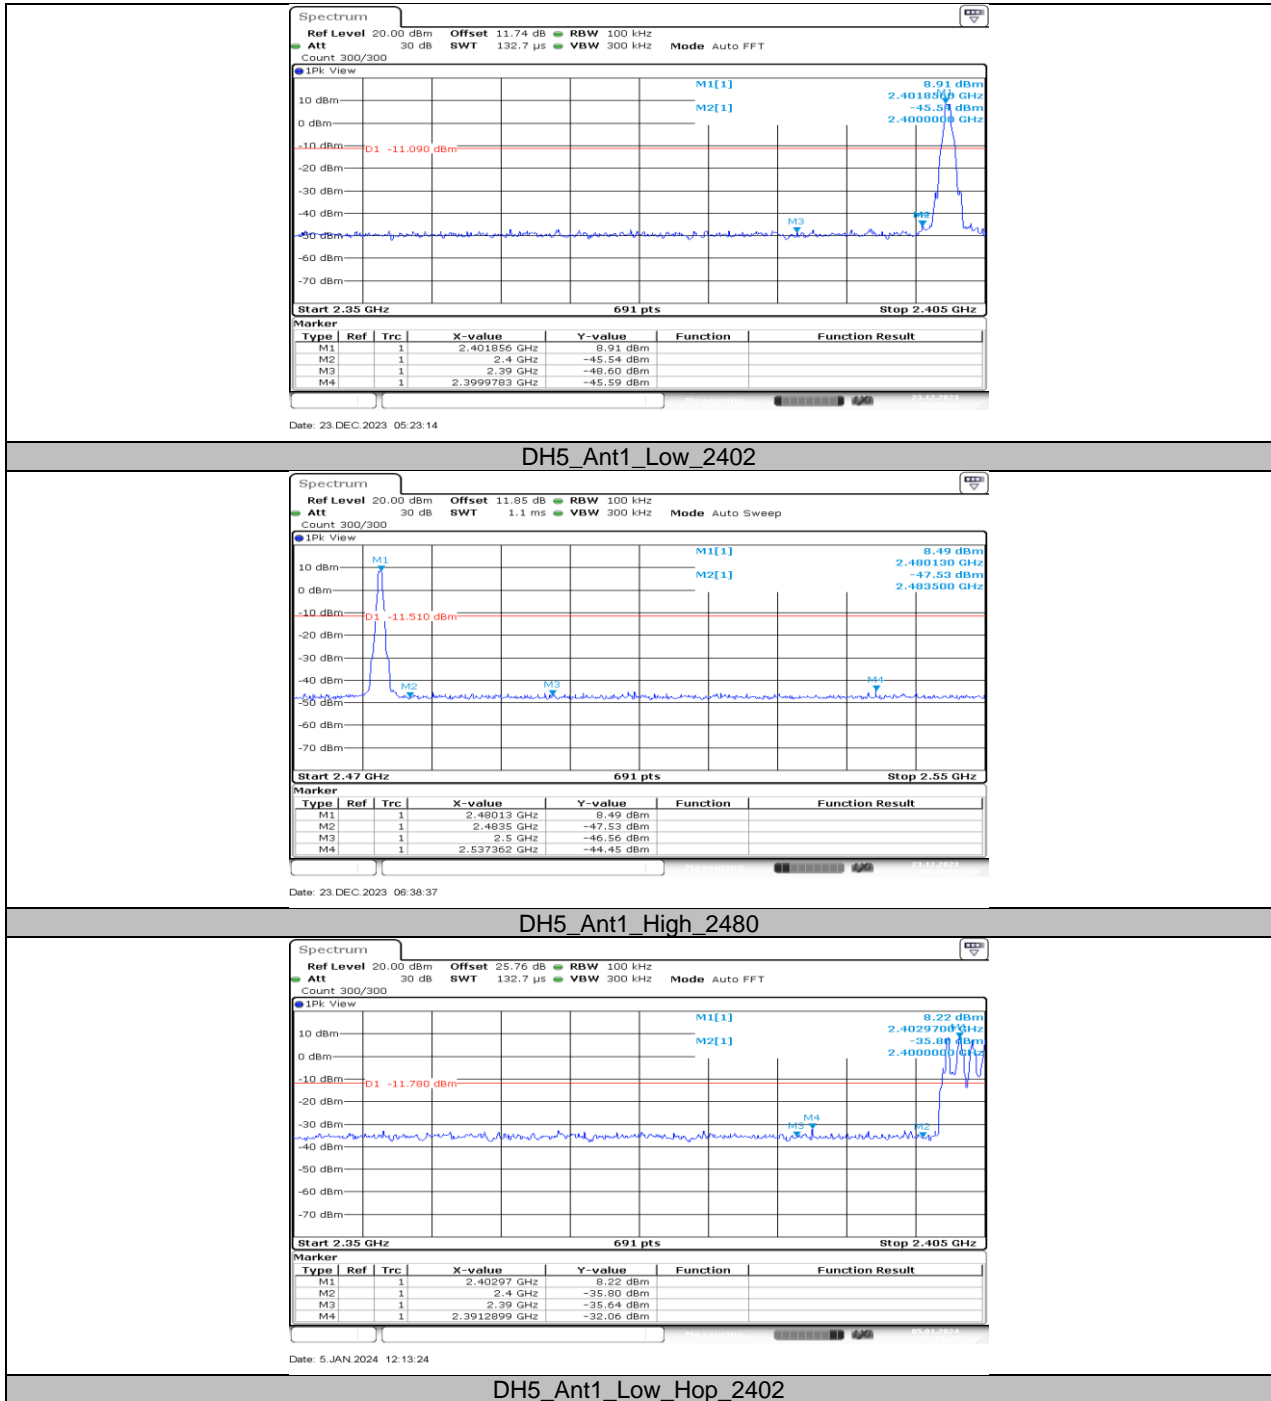 Spectrum
Ref Level 20.00 dBm Offset 11.74 dB RBW 100 kHz
Att 30 dB SWT 132.7 µs VBW 300 kHz Mode Auto FFT
Count 300/300
1Pk View
M1[1] 8.91 dBm
2.4018560 GHz
M2[1] -45.54 dBm
2.4000000 GHz
M1
10 dBm
0 dBm
-10 dBm
D1 -11.090 dBm
-20 dBm
-30 dBm
-40 dBm
M3
-50 dBm
-60 dBm
-70 dBm
Start 2.35 GHz 691 pts Stop 2.405 GHz
Marker
Type Ref Trc X-value Y-value Function Function Result
M1 1 2.401856 GHz 8.91 dBm
M2 1 2.4 GHz -45.54 dBm
M3 1 2.39 GHz -48.60 dBm
M4 1 2.3999783 GHz -45.59 dBm
Date: 23.DEC.2023 05:23:14
DH5_Ant1_Low_2402
Spectrum
Ref Level 20.00 dBm Offset 11.85 dB RBW 100 kHz
Att 30 dB SWT 1.1 ms VBW 300 kHz Mode Auto Sweep
Count 300/300
1Pk View
M1[1] 8.49 dBm
2.480130 GHz
M2[1] -47.53 dBm
2.483500 GHz
M1
10 dBm
0 dBm
-10 dBm
D1 -11.510 dBm
-20 dBm
-30 dBm
-40 dBm
M2 M3 M4
-50 dBm
-60 dBm
-70 dBm
Start 2.47 GHz 691 pts Stop 2.55 GHz
Marker
Type Ref Trc X-value Y-value Function Function Result
M1 1 2.48013 GHz 8.49 dBm
M2 1 2.4835 GHz -47.53 dBm
M3 1 2.5 GHz -46.56 dBm
M4 1 2.537362 GHz -44.45 dBm
Date: 23.DEC.2023 06:38:37
DH5_Ant1_High_2480
Spectrum
Ref Level 20.00 dBm Offset 25.76 dB RBW 100 kHz
Att 30 dB SWT 132.7 µs VBW 300 kHz Mode Auto FFT
Count 300/300
1Pk View
M1[1] 8.22 dBm
2.4029700 GHz
M2[1] -35.80 dBm
2.4000000 GHz
M1
10 dBm
0 dBm
-10 dBm
D1 -11.780 dBm
-20 dBm
-30 dBm
M3 M4 M2
-40 dBm
-50 dBm
-60 dBm
-70 dBm
Start 2.35 GHz 691 pts Stop 2.405 GHz
Marker
Type Ref Trc X-value Y-value Function Function Result
M1 1 2.40297 GHz 8.22 dBm
M2 1 2.4 GHz -35.80 dBm
M3 1 2.39 GHz -35.64 dBm
M4 1 2.3912899 GHz -32.06 dBm
Date: 5.JAN.2024 12:13:24
DH5_Ant1_Low_Hop_2402